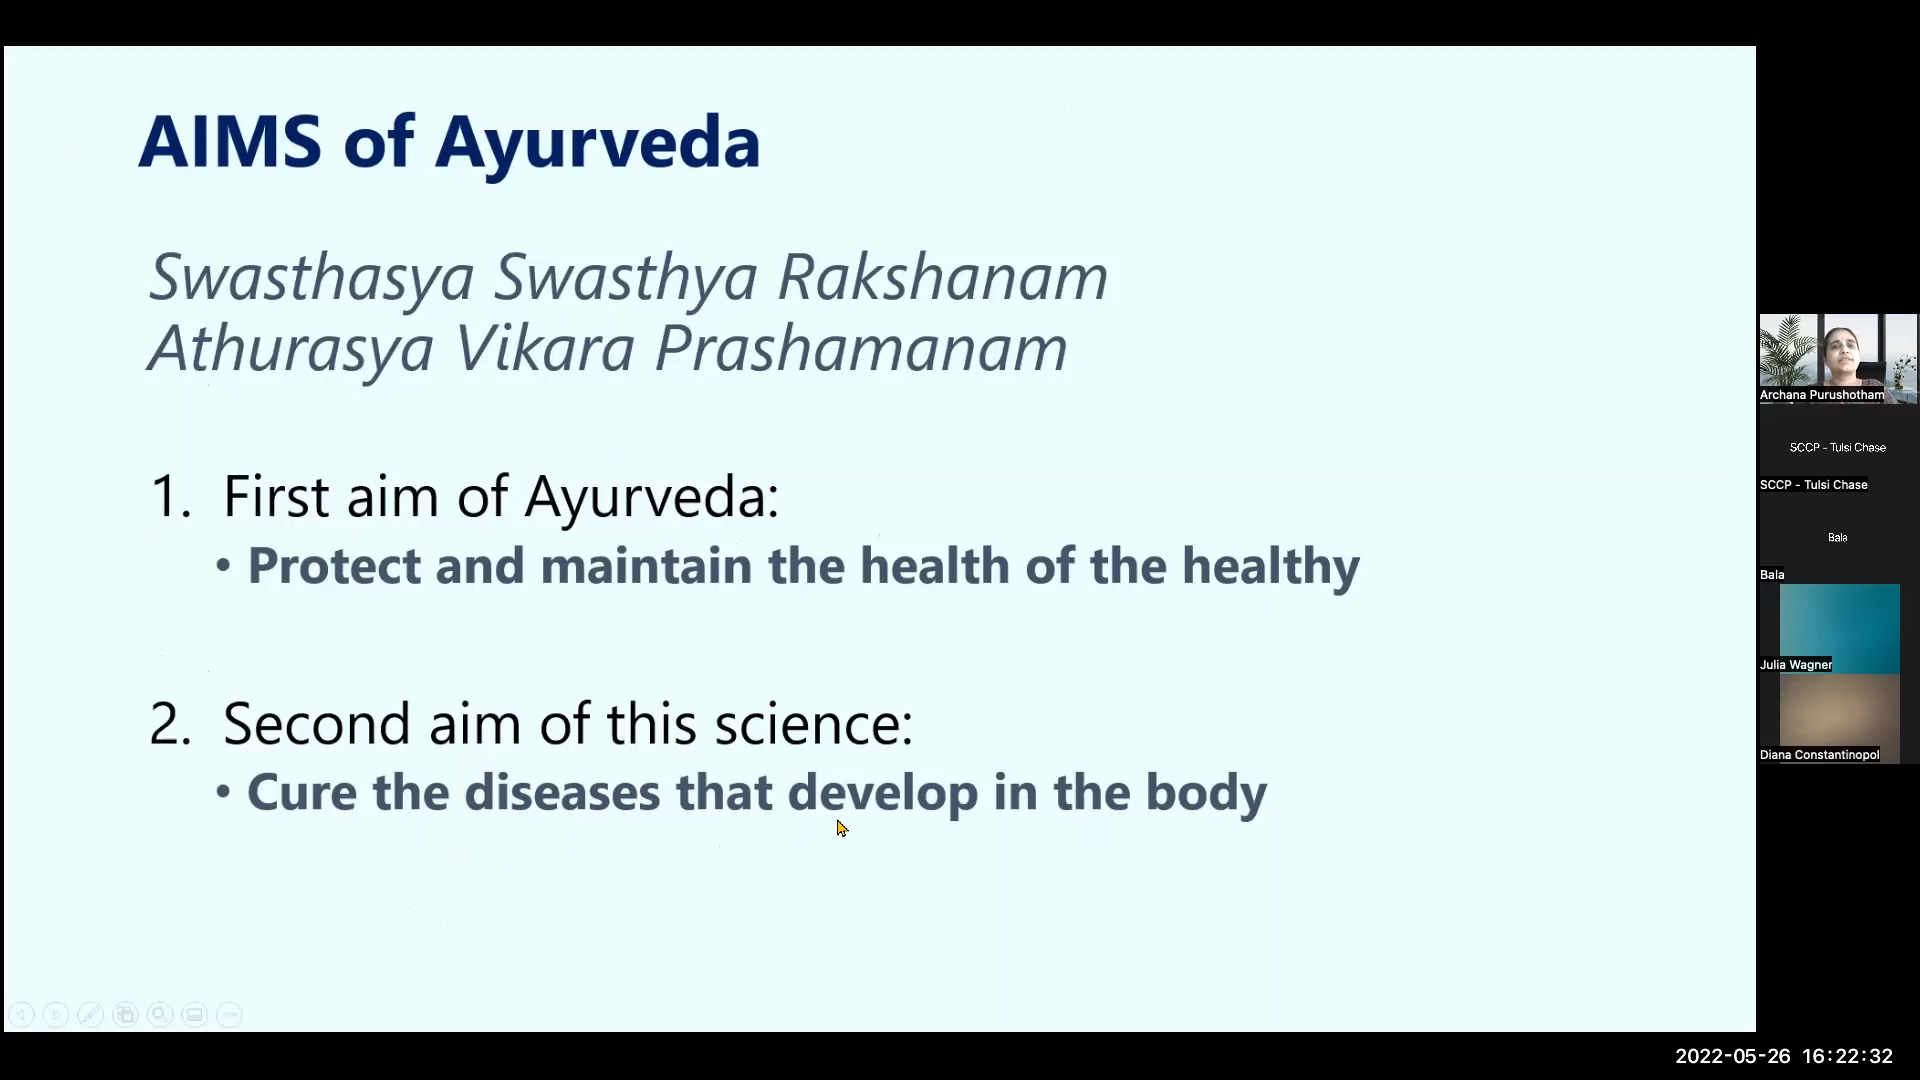 AIMS of Ayurveda
Swasthasya Swasthya Rakshanam
Athurasya Vikara Prashamanam
1. First aim of Ayurveda:
• Protect and maintain the health of the healthy
2. Second aim of this science:
• Cure the diseases that develop in the body
Archana Purushotham
SCCP - Tulsi Chase
SCCP - Tulsi Chase
Bala
Bala
Julia Wagner
Diana Constantinopol
2022-05-26 16:22:32